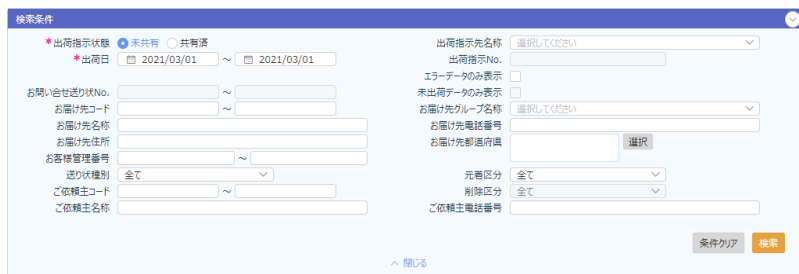 検索条件
*出荷指示状態 未共有 共有済 出荷指示先名称 選択してください
*出荷日 2021/03/01 ～ 2021/03/01 出荷指示No.
エラーデータのみ表示
お問い合せ送り状No. ～ 未出荷データのみ表示
お届け先コード ～ お届け先グループ名称 選択してください
お届け先名称 お届け先電話番号
お届け先住所 お届け先都道府県 選択
お客様管理番号 ～
送り状種別 全て 元着区分 全て
ご依頼主コード ～ 削除区分 全て
ご依頼主名称 ご依頼主電話番号
条件クリア 検索
閉じる